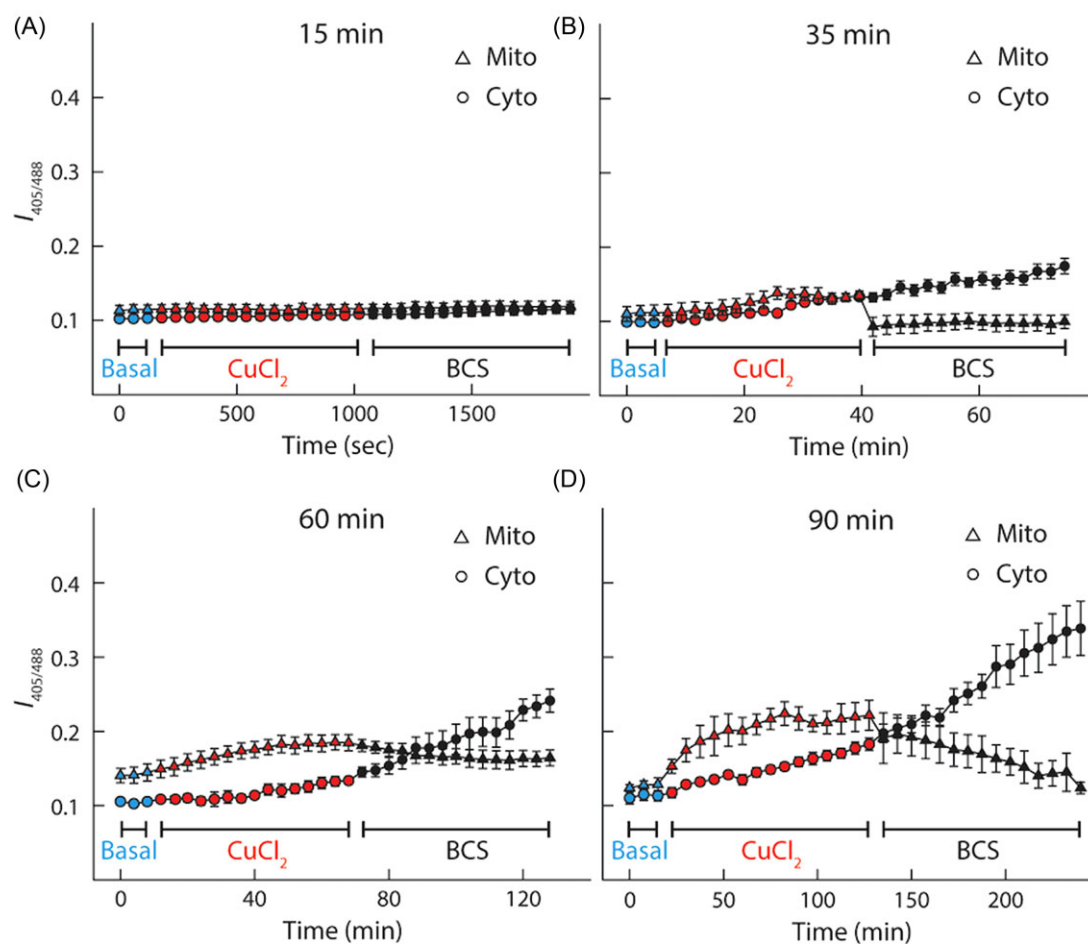 (A)
15 min
Mito
Cyto
0.4
0.3
0.2
0.1
I405/488
Basal
CuCl2
BCS
0
500
1000
1500
Time (sec)
(B)
35 min
Mito
Cyto
Basal
CuCl2
BCS
0
20
40
60
Time (min)
(C)
60 min
Mito
Cyto
0.4
0.3
0.2
0.1
I405/488
Basal
CuCl2
BCS
0
40
80
120
Time (min)
(D)
90 min
Mito
Cyto
Basal
CuCl2
BCS
0
50
100
150
200
Time (min)